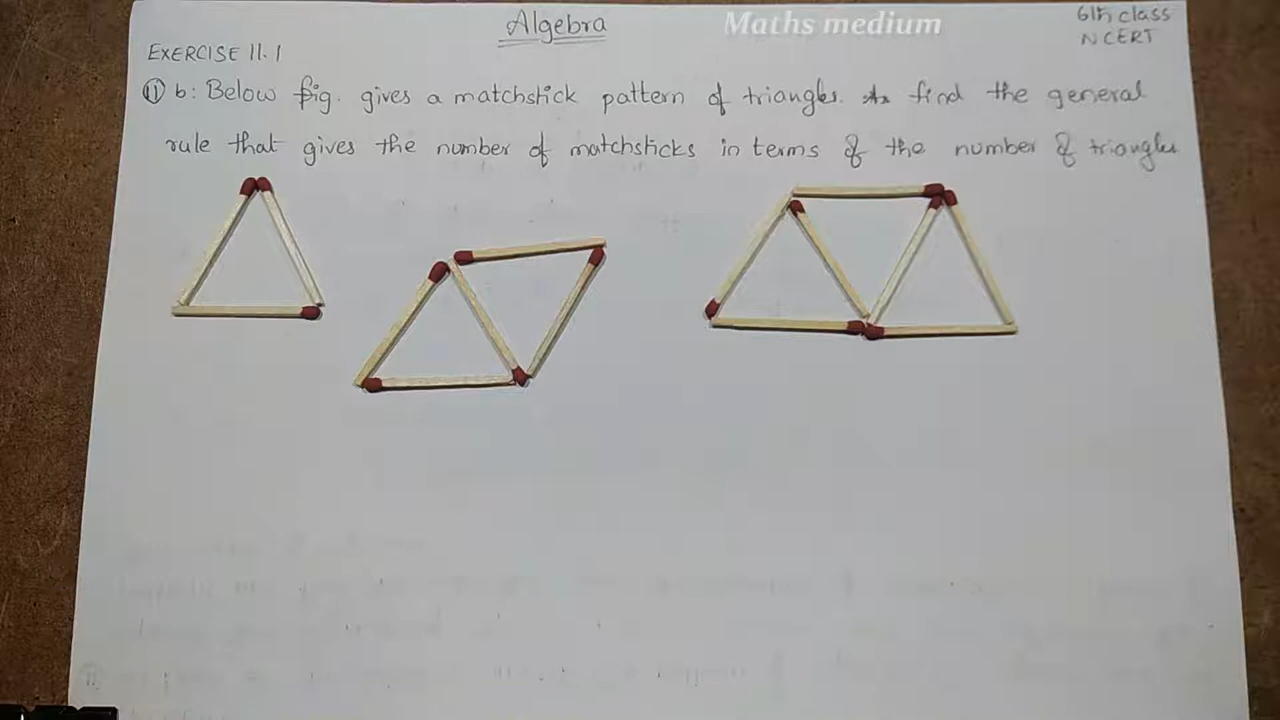 Algebra
Maths medium
6th class
NCERT
EXERCISE 11.1
⑪ b: Below fig. gives a matchstick pattern of triangles. find the general
rule that gives the number of matchsticks in terms of the number of triangles